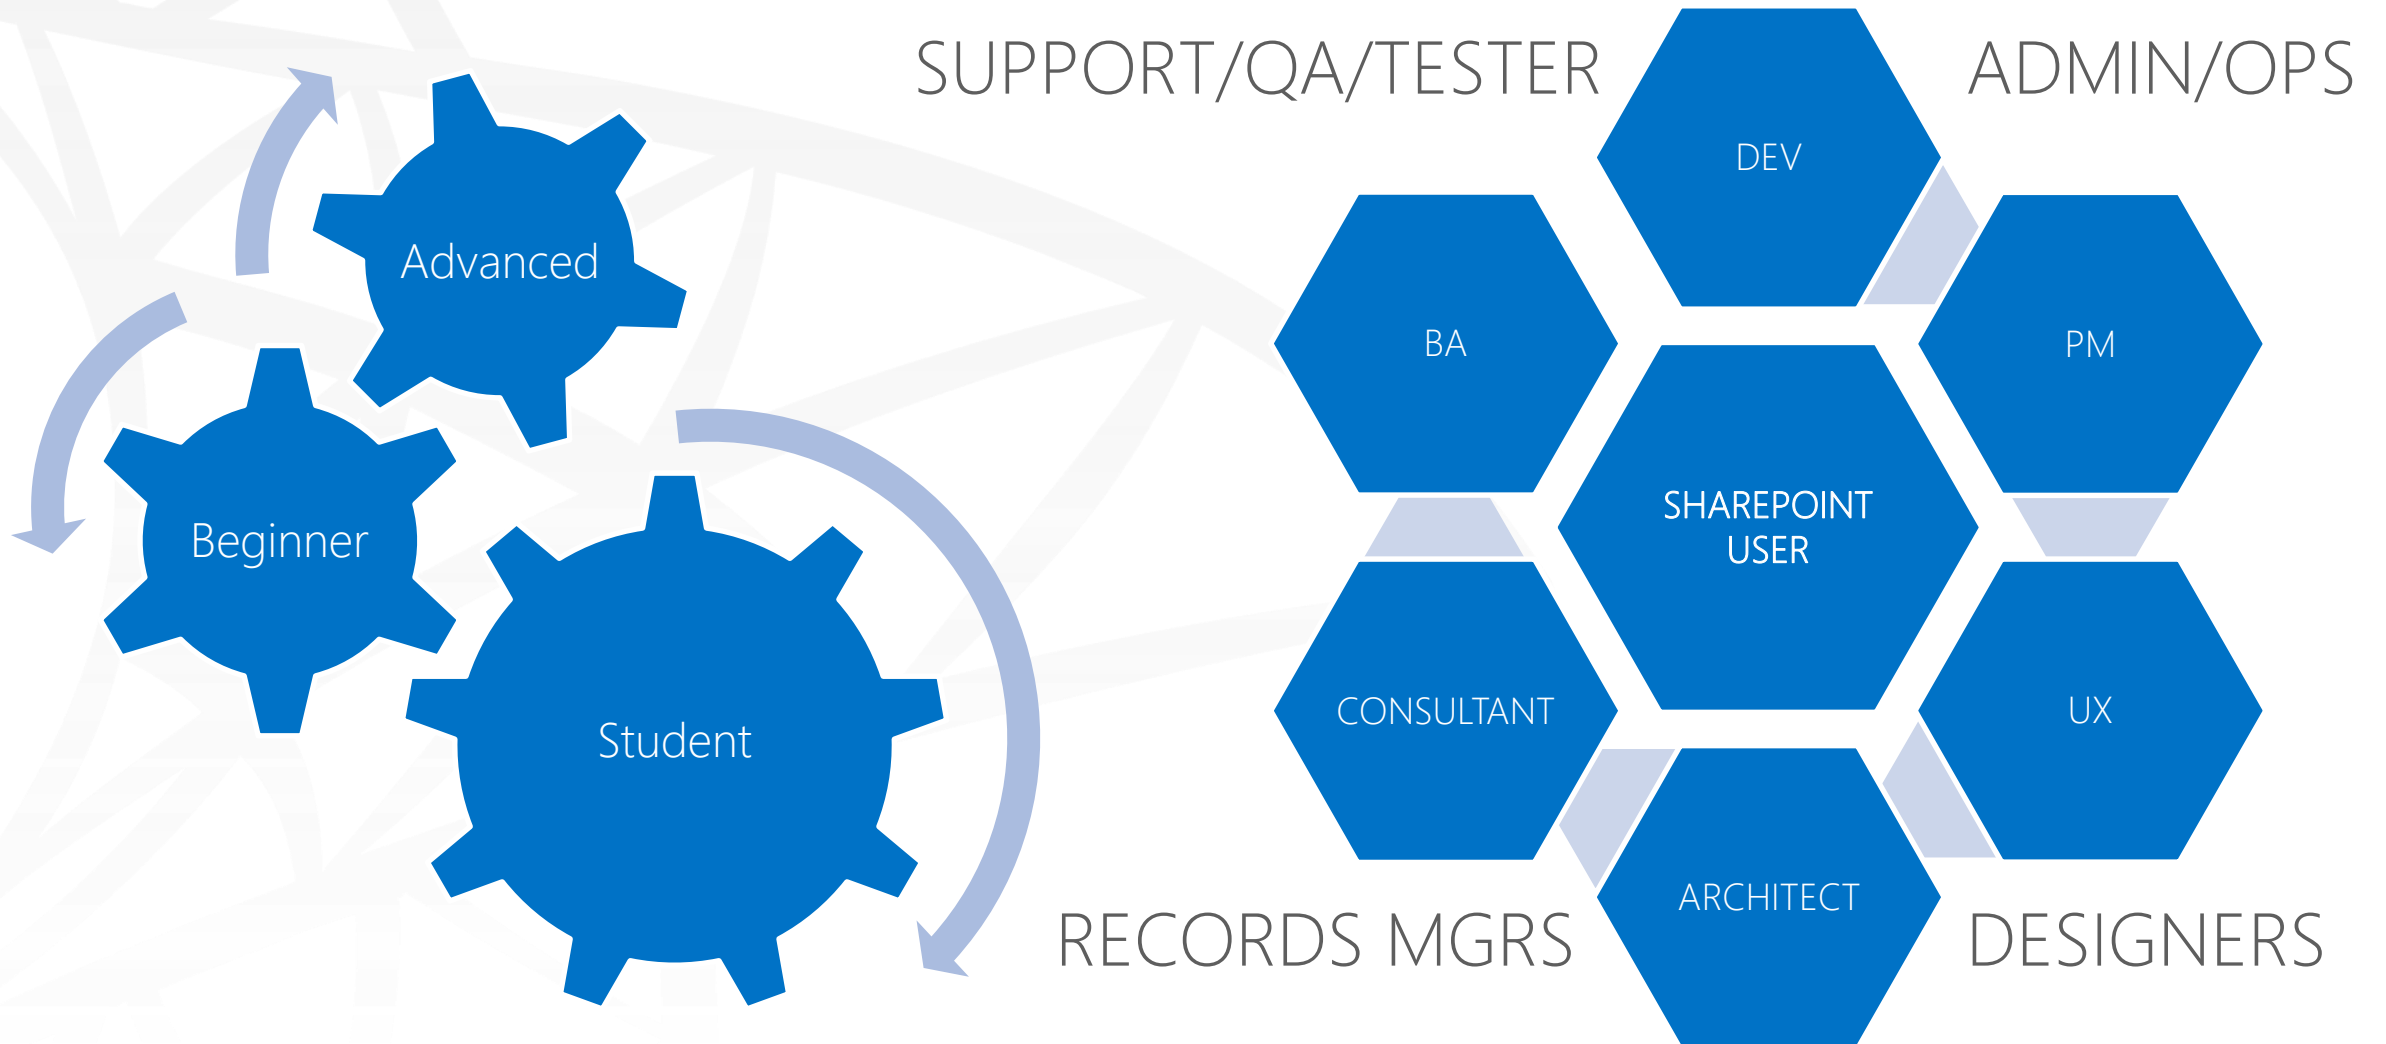 Advanced
Beginner
Student
SUPPORT/QA/TESTER
ADMIN/OPS
DEV
BA
PM
SHAREPOINT
USER
CONSULTANT
UX
ARCHITECT
RECORDS MGRS
DESIGNERS